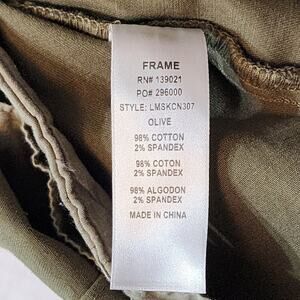 FRAME
RN# 139021
PO# 296000
STYLE: LMSKCN307
OLIVE
98% COTTON
2% SPANDEX
98% COTON
2% SPANDEX
98% ALGODON
2% SPANDEX
MADE IN CHINA